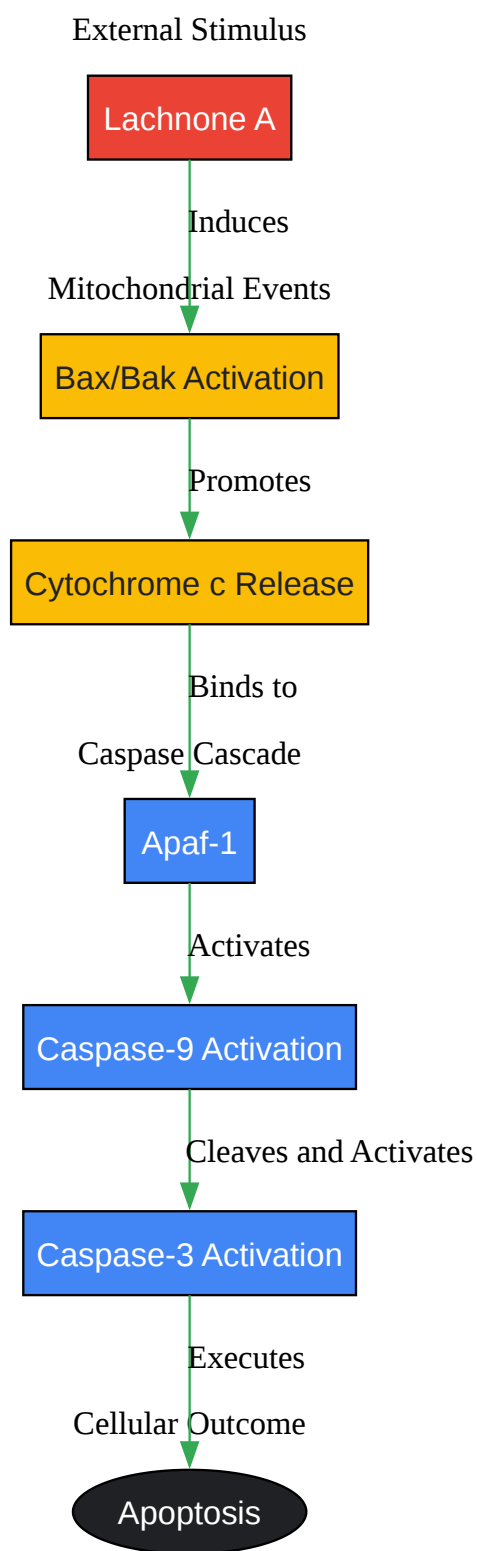 External Stimulus
Lachnone A
Induces
Mitochondrial Events
Bax/Bak Activation
Promotes
Cytochrome c Release
Binds to
Caspase Cascade
Apaf-1
Activates
Caspase-9 Activation
Cleaves and Activates
Caspase-3 Activation
Executes
Cellular Outcome
Apoptosis